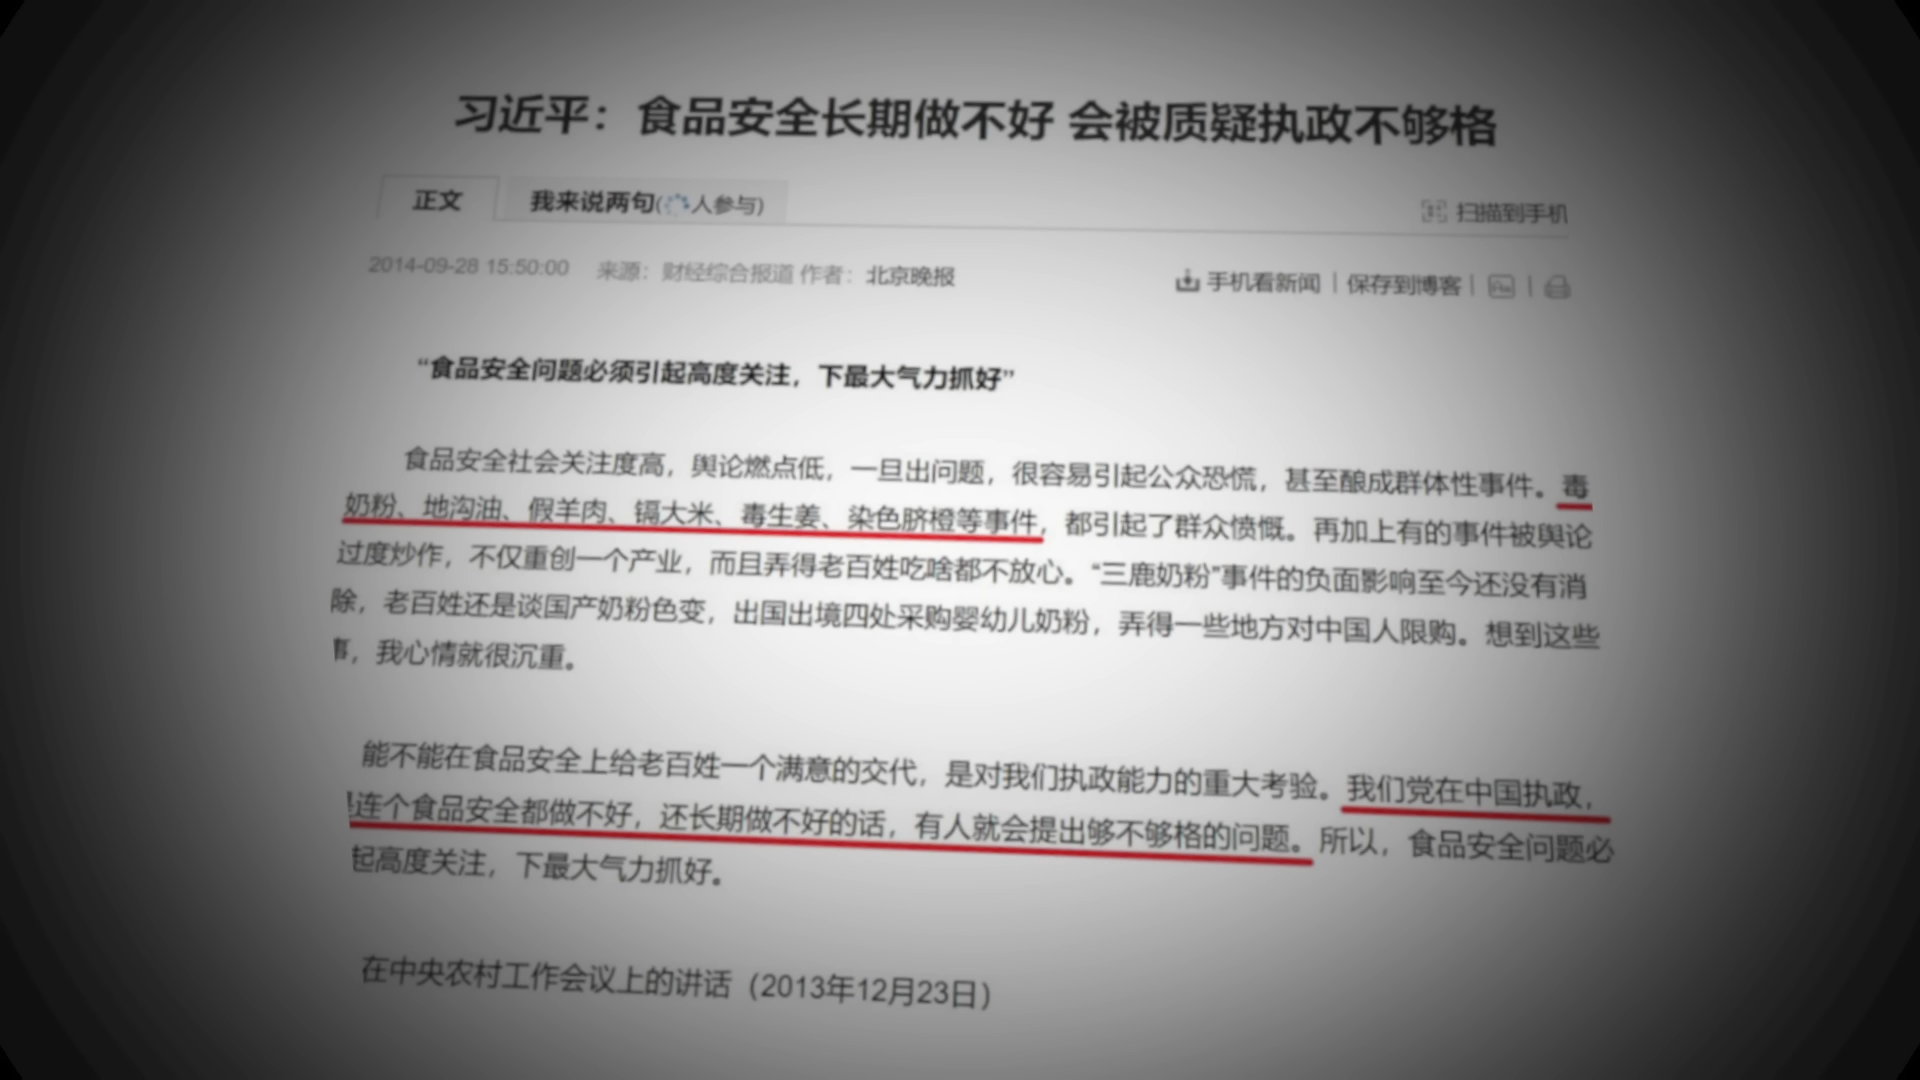 习近平：食品安全长期做不好 会被质疑执政不够格
正文 我来说两句(人参与) 扫描到手机
2014-09-28 15:50:00 来源：财经综合报道 作者：北京晚报 手机看新闻 | 保存到博客 | |
“食品安全问题必须引起高度关注，下最大气力抓好”
食品安全社会关注度高，舆论燃点低，一旦出问题，很容易引起公众恐慌，甚至酿成群体性事件。毒
奶粉、地沟油、假羊肉、镉大米、毒生姜、染色脐橙等事件，都引起了群众愤慨。再加上有的事件被舆论
过度炒作，不仅重创一个产业，而且弄得老百姓吃啥都不放心。“三鹿奶粉”事件的负面影响至今还没有消
除，老百姓还是谈国产奶粉色变，出国出境四处采购婴幼儿奶粉，弄得一些地方对中国人限购。想到这些
事，我心情就很沉重。
能不能在食品安全上给老百姓一个满意的交代，是对我们执政能力的重大考验。我们党在中国执政，
连个食品安全都做不好，还长期做不好的话，有人就会提出够不够格的问题。所以，食品安全问题必
起高度关注，下最大气力抓好。
在中央农村工作会议上的讲话（2013年12月23日）